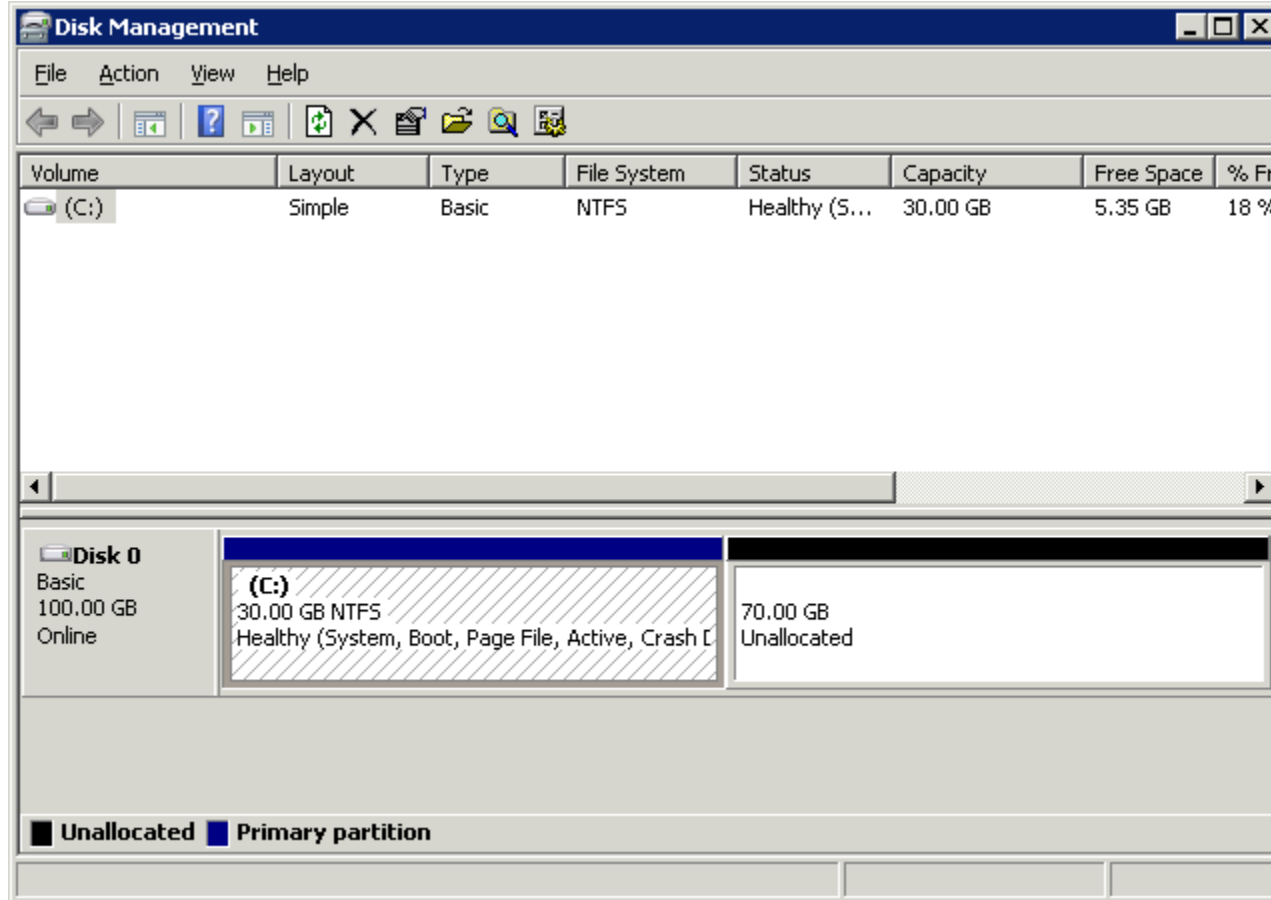 Disk Management
File Action View Help
Volume Layout Type File System Status Capacity Free Space % Fr
(C:) Simple Basic NTFS Healthy (S... 30.00 GB 5.35 GB 18 %
Disk 0
Basic
100.00 GB
Online
(C:)
30.00 GB NTFS
Healthy (System, Boot, Page File, Active, Crash D
70.00 GB
Unallocated
Unallocated Primary partition